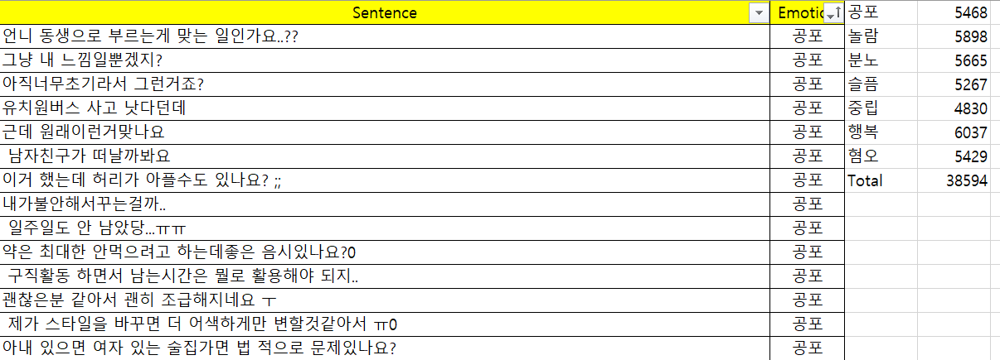 Sentence Emotic 공포 5468
언니 동생으로 부르는게 맞는 일인가요..?? 공포 놀람 5898
그냥 내 느낌일뿐겠지? 공포 분노 5665
아직너무초기라서 그런거죠? 공포 슬픔 5267
유치원버스 사고 낫다던데 공포 중립 4830
근데 원래이런거맞나요 공포 행복 6037
남자친구가 떠날까봐요 공포 혐오 5429
이거 했는데 허리가 아플수도 있나요? ;; 공포 Total 38594
내가불안해서꾸는걸까.. 공포
일주일도 안 남았당...ㅠㅠ 공포
약은 최대한 안먹으려고 하는데좋은 음시있나요?0 공포
구직활동 하면서 남는시간은 뭘로 활용해야 되지.. 공포
괜찮은분 같아서 괜히 조급해지네요 ㅜ 공포
제가 스타일을 바꾸면 더 어색하게만 변할것같아서 ㅠ0 공포
아내 있으면 여자 있는 술집가면 법 적으로 문제있나요? 공포